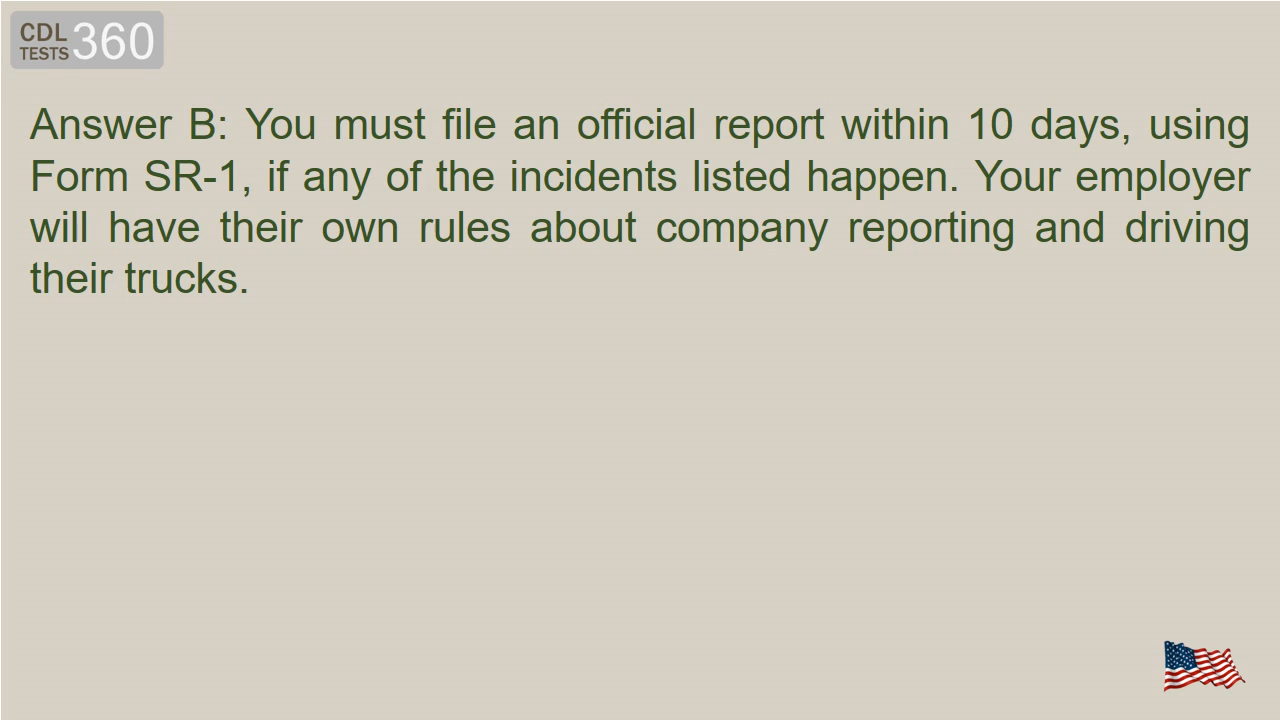 CDL
TESTS 360
Answer B: You must file an official report within 10 days, using
Form SR-1, if any of the incidents listed happen. Your employer
will have their own rules about company reporting and driving
their trucks.